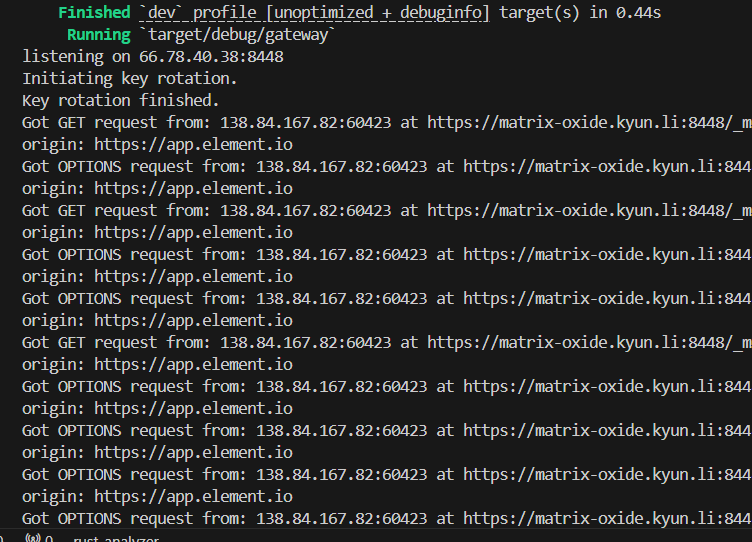 Finished `dev` profile [unoptimized + debuginfo] target(s) in 0.44s
Running `target/debug/gateway`
listening on 66.78.40.38:8448
Initiating key rotation.
Key rotation finished.
Got GET request from: 138.84.167.82:60423 at https://matrix-oxide.kyun.li:8448/_m
origin: https://app.element.io
Got OPTIONS request from: 138.84.167.82:60423 at https://matrix-oxide.kyun.li:844
origin: https://app.element.io
Got GET request from: 138.84.167.82:60423 at https://matrix-oxide.kyun.li:8448/_m
origin: https://app.element.io
Got OPTIONS request from: 138.84.167.82:60423 at https://matrix-oxide.kyun.li:844
origin: https://app.element.io
Got OPTIONS request from: 138.84.167.82:60423 at https://matrix-oxide.kyun.li:844
origin: https://app.element.io
Got GET request from: 138.84.167.82:60423 at https://matrix-oxide.kyun.li:8448/_m
origin: https://app.element.io
Got OPTIONS request from: 138.84.167.82:60423 at https://matrix-oxide.kyun.li:844
origin: https://app.element.io
Got OPTIONS request from: 138.84.167.82:60423 at https://matrix-oxide.kyun.li:844
origin: https://app.element.io
Got OPTIONS request from: 138.84.167.82:60423 at https://matrix-oxide.kyun.li:844
origin: https://app.element.io
Got OPTIONS request from: 138.84.167.82:60423 at https://matrix-oxide.kyun.li:844
0 rust-analyzer